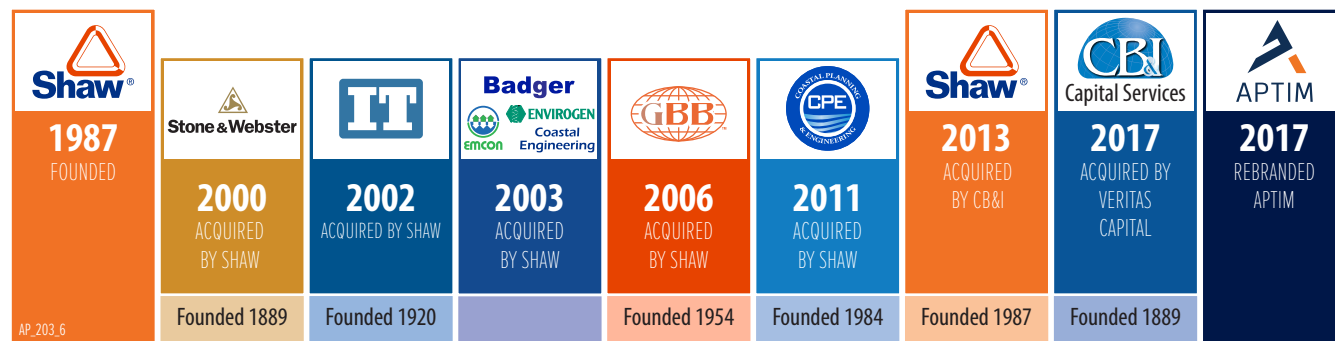 Shaw®
1987
FOUNDED
AP_203_6
Stone & Webster
2000
ACQUIRED
BY SHAW
Founded 1889
IT
2002
ACQUIRED BY SHAW
Founded 1920
Badger
EMCON
ENVIROGEN
Coastal
Engineering
2003
ACQUIRED
BY SHAW
GBB
2006
ACQUIRED
BY SHAW
Founded 1954
COASTAL PLANNING
CPE
& ENGINEERING
2011
ACQUIRED
BY SHAW
Founded 1984
Shaw®
2013
ACQUIRED
BY CB&I
Founded 1987
CB&I
Capital Services
2017
ACQUIRED BY
VERITAS
CAPITAL
Founded 1889
APTIM
2017
REBRANDED
APTIM